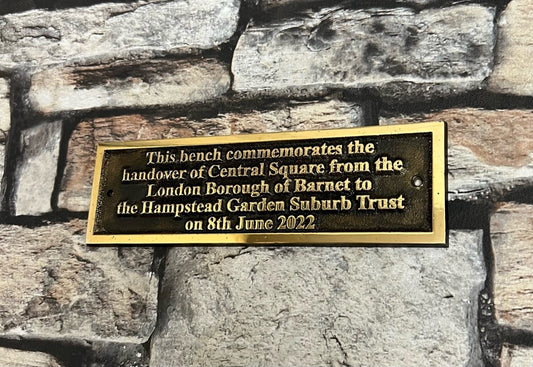 This bench commemorates the
handover of Central Square from the
London Borough of Barnet to
the Hampstead Garden Suburb Trust
on 8th June 2022